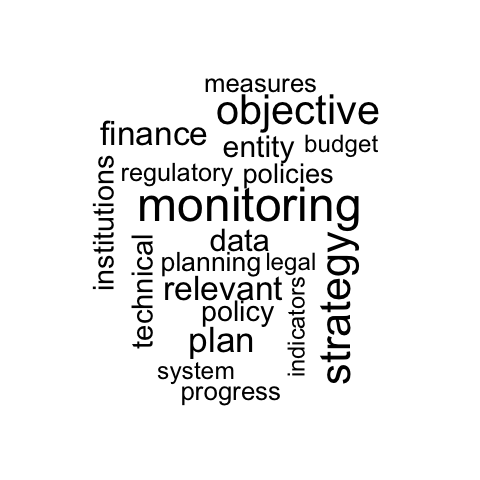 measures
objective
finance
entity budget
regulatory policies
institutions
monitoring
data
technical
planning legal
strategy
relevant
indicators
policy
plan
system
progress